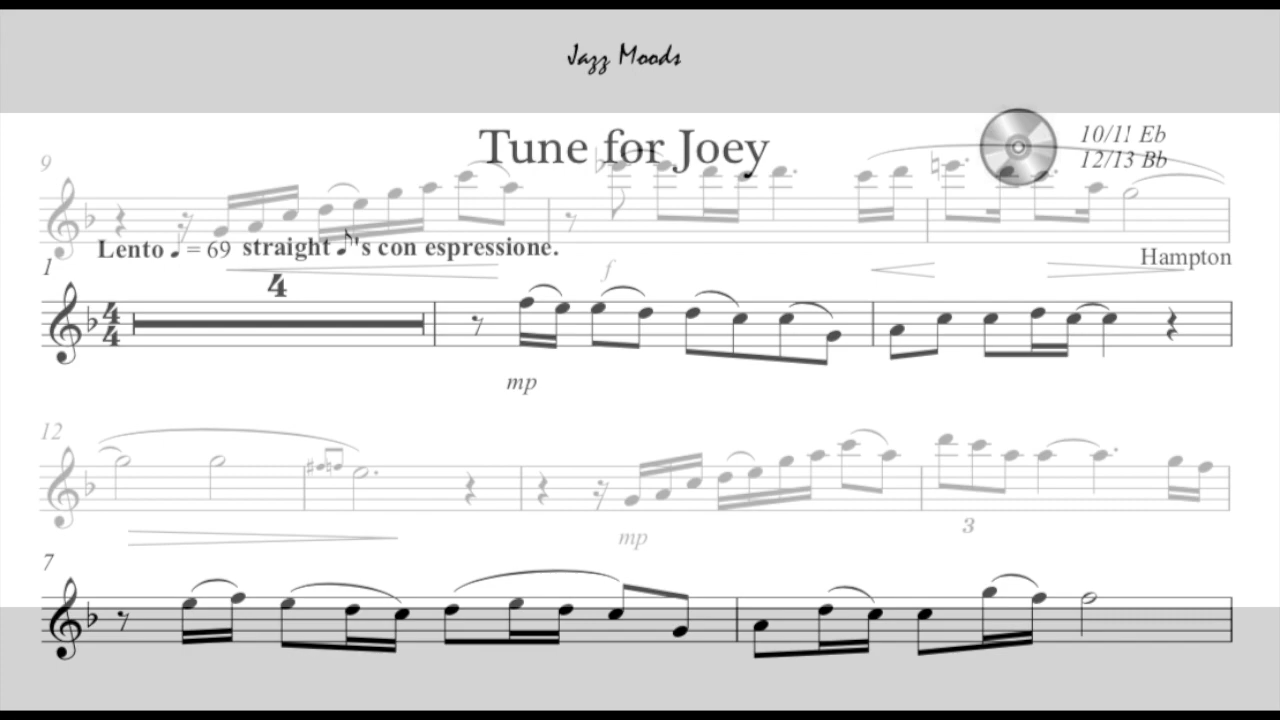 Jazz Moods
Tune for Joey
10/11 Eb
12/13 Bb
9
Lento ♩ = 69 straight ♪'s con espressione.
f
Hampton
1
4
4
4
mp
12
mp
3
7